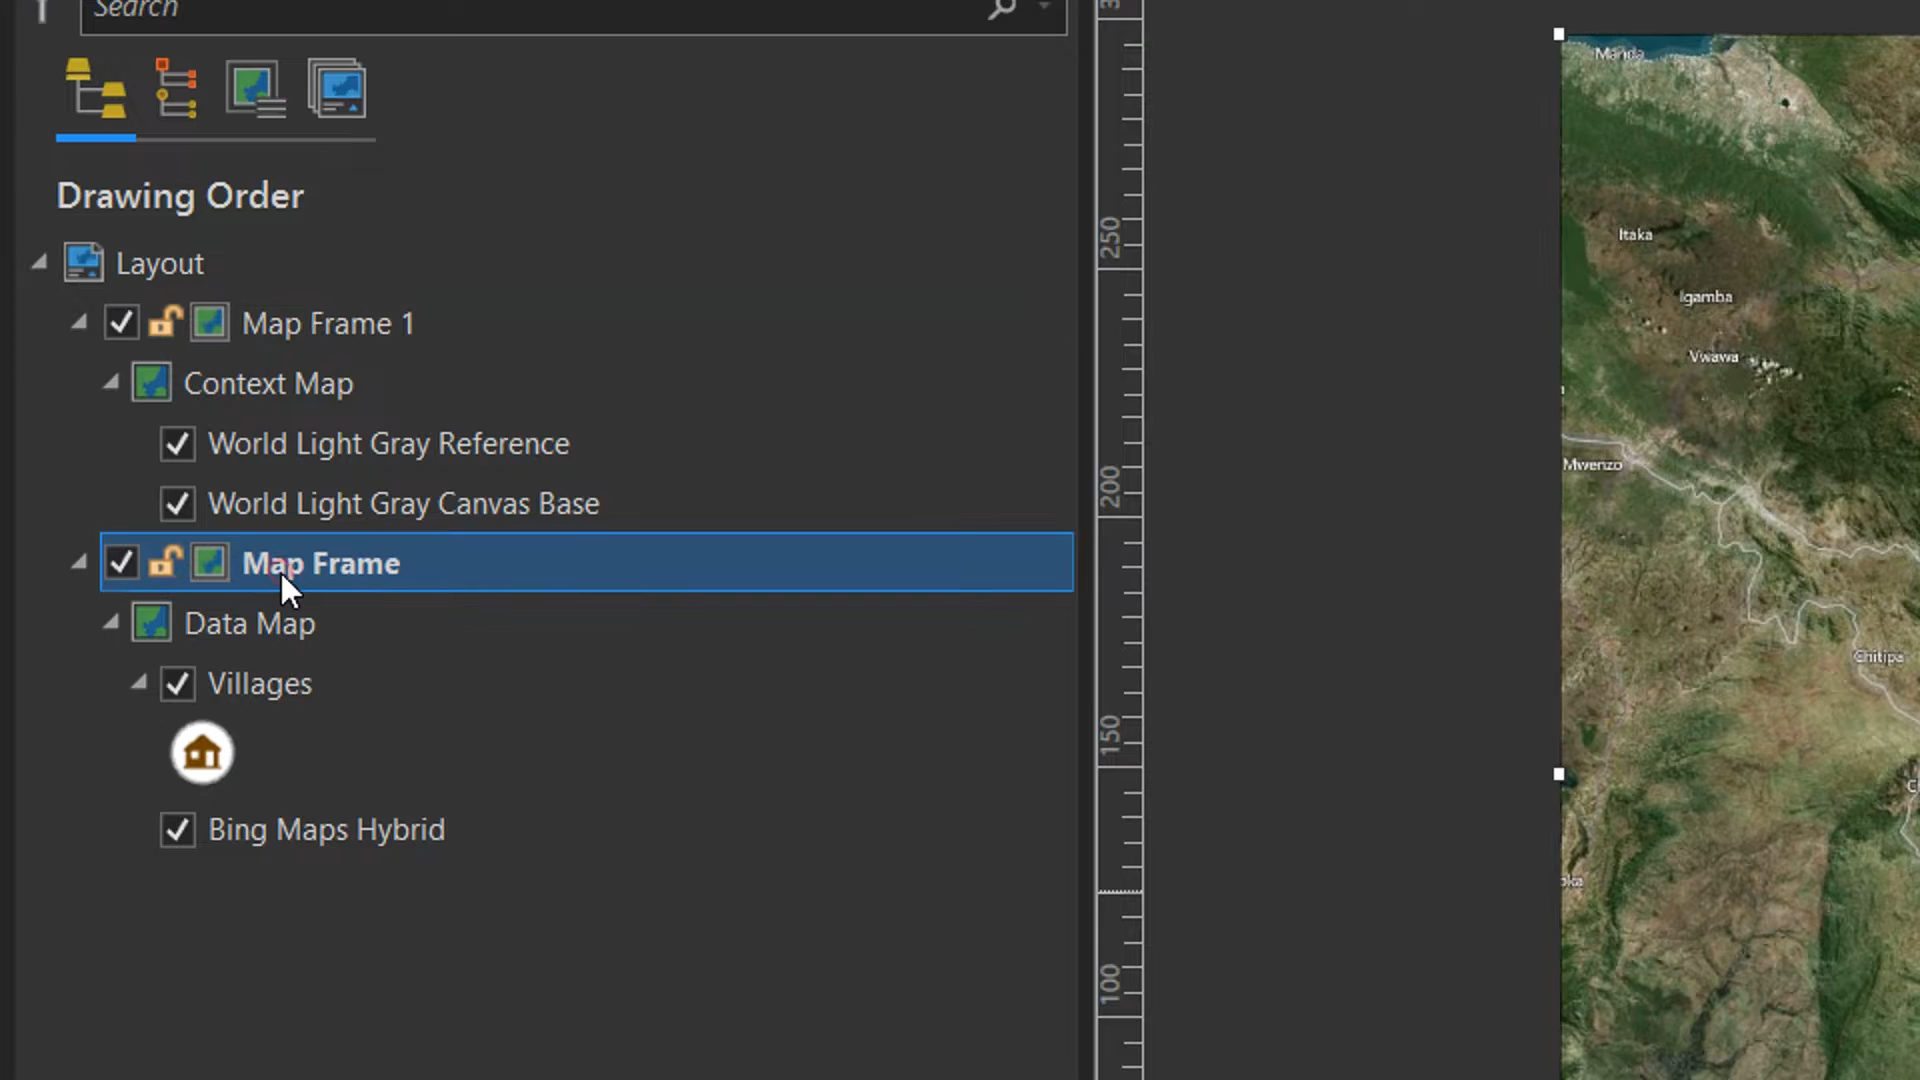 Search
Drawing Order
Layout
Map Frame 1
Context Map
World Light Gray Reference
World Light Gray Canvas Base
Map Frame
Data Map
Villages
Bing Maps Hybrid
250
200
150
100
Itaka
Igamba
Vwawa
Mwenzo
Chitipa